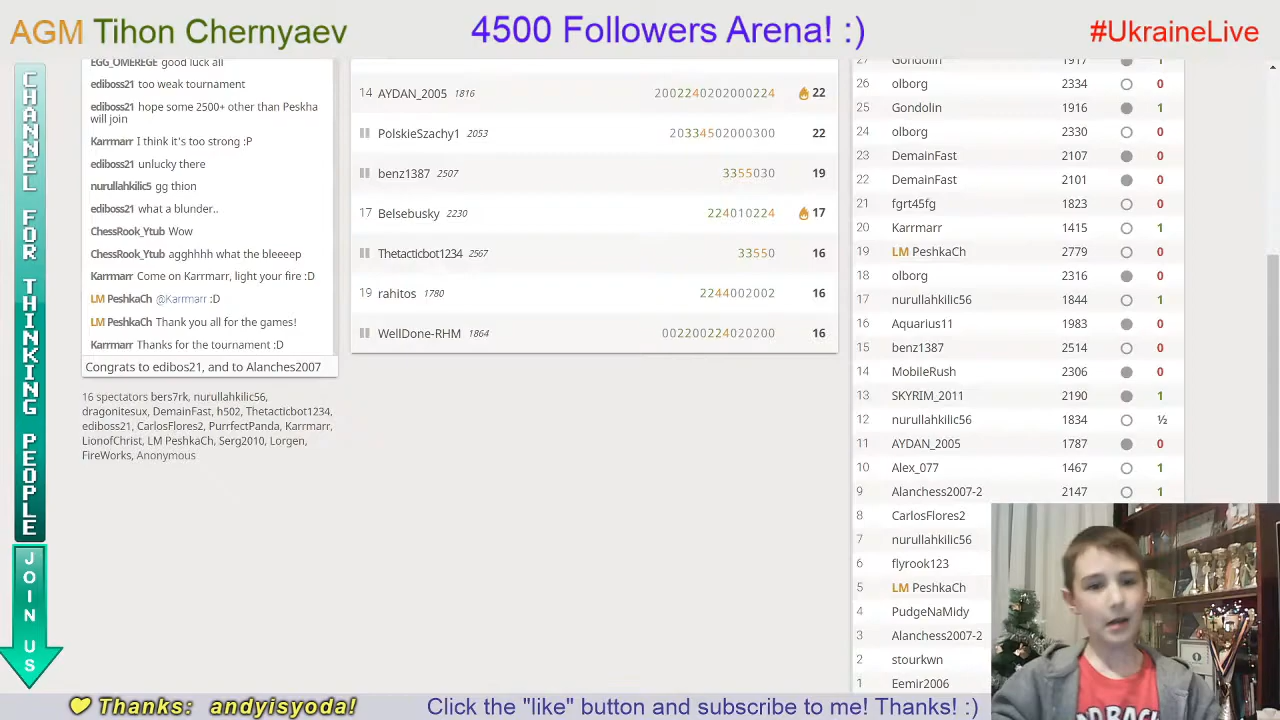 AGM Tihon Chernyaev
4500 Followers Arena! :)
#UkraineLive
CHANNEL FOR THINKING PEOPLE
JOIN US
EGG_OMEREGE good luck all
ediboss21 too weak tournament
ediboss21 hope some 2500+ other than Peskha
will join
Karrmarr I think it's too strong :P
ediboss21 unlucky there
nurullahkilic5 gg thion
ediboss21 what a blunder..
ChessRook_Ytub Wow
ChessRook_Ytub agghhhh what the bleeeep
Karrmarr Come on Karrmarr, light your fire :D
LM PeshkaCh @Karrmarr :D
LM PeshkaCh Thank you all for the games!
Karrmarr Thanks for the tournament :D
Congrats to edibos21, and to Alanches2007
16 spectators bers7rk, nurullahkilic56,
dragonitesux, DemainFast, h502, Thetacticbot1234,
ediboss21, CarlosFlores2, PurrfectPanda, Karrmarr,
LionofChrist, LM PeshkaCh, Serg2010, Lorgen,
FireWorks, Anonymous
14 AYDAN_2005 1816 200224020200224 22
PolskieSzachy1 2053 20334502000300 22
benz1387 2507 3355030 19
17 Belsebusky 2230 224010224 17
Thetacticbot1234 2567 33550 16
19 rahitos 1780 2244002002 16
WellDone-RHM 1864 002200224020200 16
27 Gondolin 1917 1
26 olborg 2334 0
25 Gondolin 1916 1
24 olborg 2330 0
23 DemainFast 2107 0
22 DemainFast 2101 0
21 fgrt45fg 1823 0
20 Karrmarr 1415 1
19 LM PeshkaCh 2779 0
18 olborg 2316 0
17 nurullahkilic56 1844 1
16 Aquarius11 1983 0
15 benz1387 2514 0
14 MobileRush 2306 0
13 SKYRIM_2011 2190 1
12 nurullahkilic56 1834 ½
11 AYDAN_2005 1787 0
10 Alex_077 1467 1
9 Alanchess2007-2 2147 1
8 CarlosFlores2
7 nurullahkilic56
6 flyrook123
5 LM PeshkaCh
4 PudgeNaMidy
3 Alanchess2007-2
2 stourkwn
1 Eemir2006
Thanks: andyisyoda!
Click the "like" button and subscribe to me! Thanks! :)